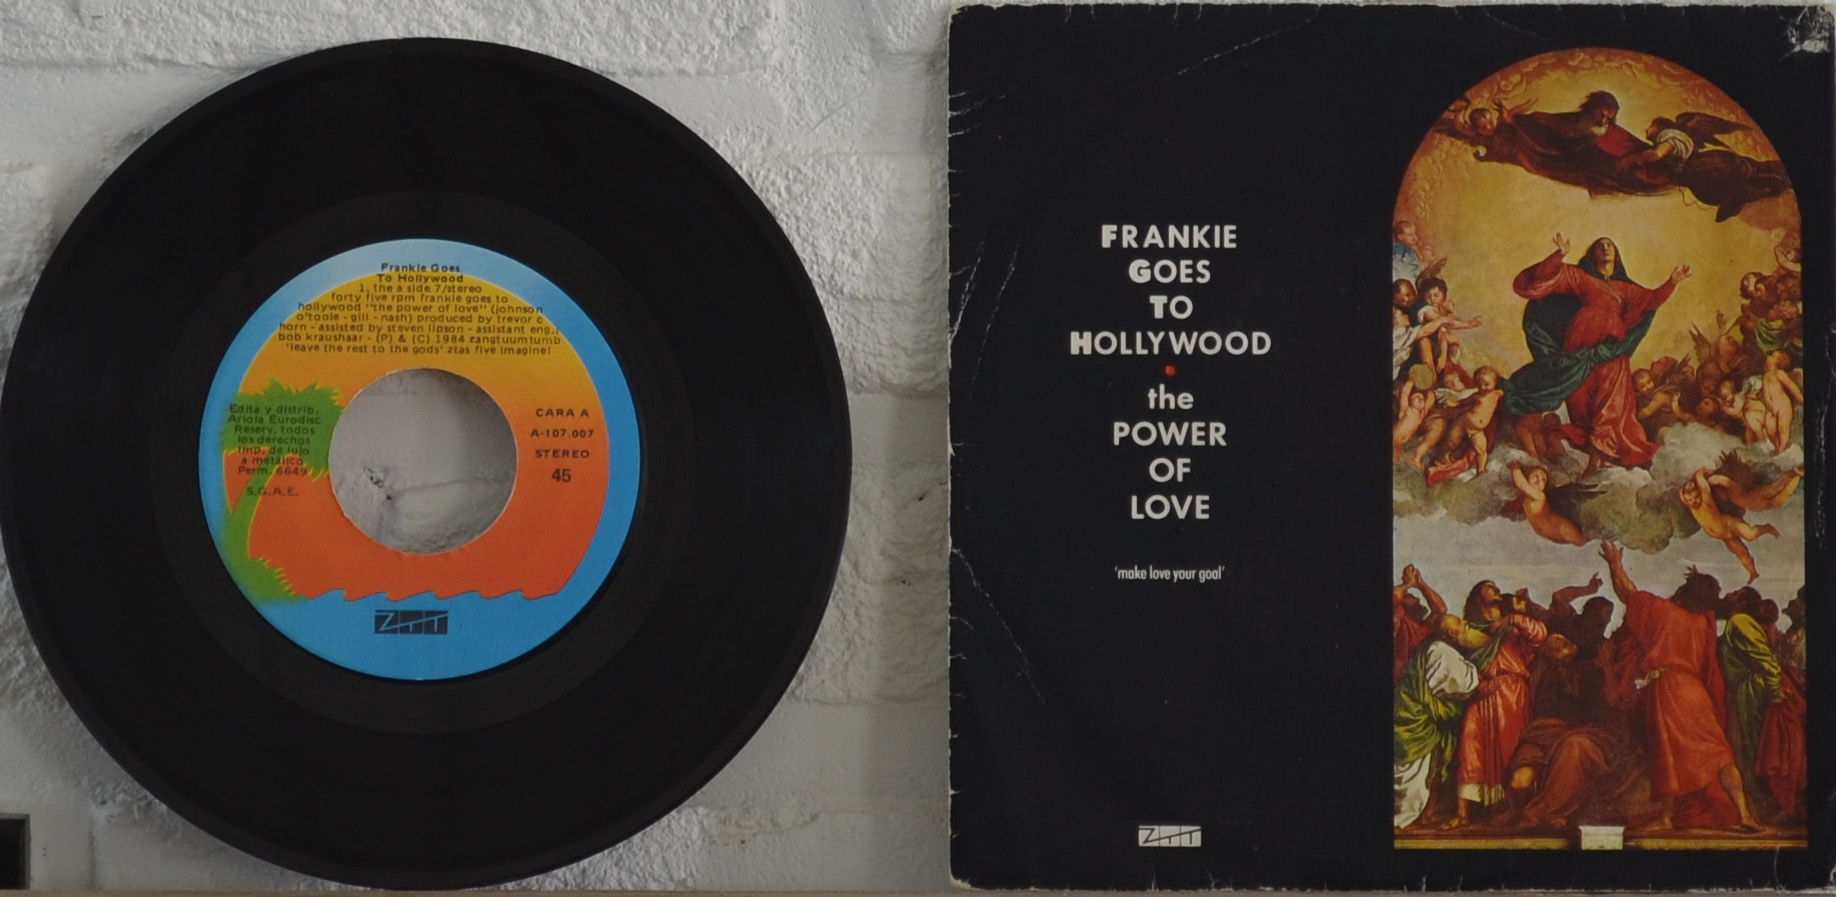 Frankie Goes
To Hollywood
1. the a side 7/stereo
forty five rpm frankie goes to
hollywood "the power of love" (johnson
o'toole - gill - nash) produced by trevor c
horn - assisted by steven lipson - assistant eng.:
bob kraushaar - (P) & (C) 1984 zangtuumtumb
'leave the rest to the gods' ztas five imagine!
Edita y distrib.
Ariola Eurodisc
Reserv. todos
los derechos
Imp. de lujo
a metálico
Perm. 6649
S.G.A.E.
CARA A
A-107.007
STEREO
45
ZTT
FRANKIE
GOES
TO
HOLLYWOOD
the
POWER
OF
LOVE
'make love your goal'
ZTT